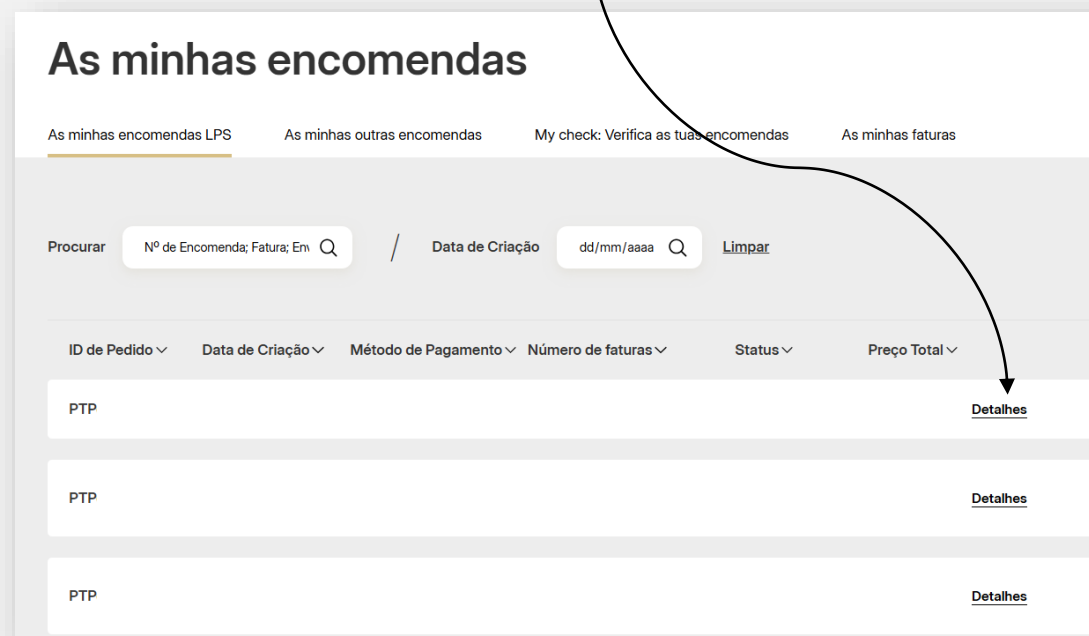 As minhas encomendas
As minhas encomendas LPS As minhas outras encomendas My check: Verifica as tuas encomendas As minhas faturas
Procurar Nº de Encomenda; Fatura; En / Data de Criação dd/mm/aaaa Limpar
ID de Pedido Data de Criação Método de Pagamento Número de faturas Status Preço Total
PTP Detalhes
PTP Detalhes
PTP Detalhes